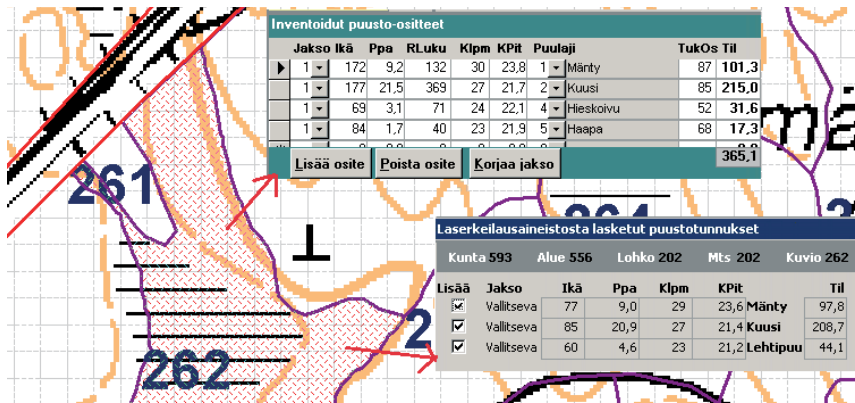 Inventoidut puusto-ositteet
Jakso Ikä Ppa RLuku Klpm KPit Puulaji TukOs Til
1 172 9,2 132 30 23,8 1 Mänty 87 101,3
1 177 21,5 369 27 21,7 2 Kuusi 85 215,0
1 69 3,1 71 24 22,1 4 Hieskoivu 52 31,6
1 84 1,7 40 23 21,9 5 Haapa 68 17,3
365,1
Lisää osite Poista osite Korjaa jakso
261
264
Laserkeilausaineistosta lasketut puustotunnukset
Kunta 593 Alue 556 Lohko 202 Mts 202 Kuvio 262
Lisää Jakso Ikä Ppa Klpm KPit Til
Vallitseva 77 9,0 29 23,6 Mänty 97,8
Vallitseva 85 20,9 27 21,4 Kuusi 208,7
Vallitseva 60 4,6 23 21,2 Lehtipuu 44,1
262